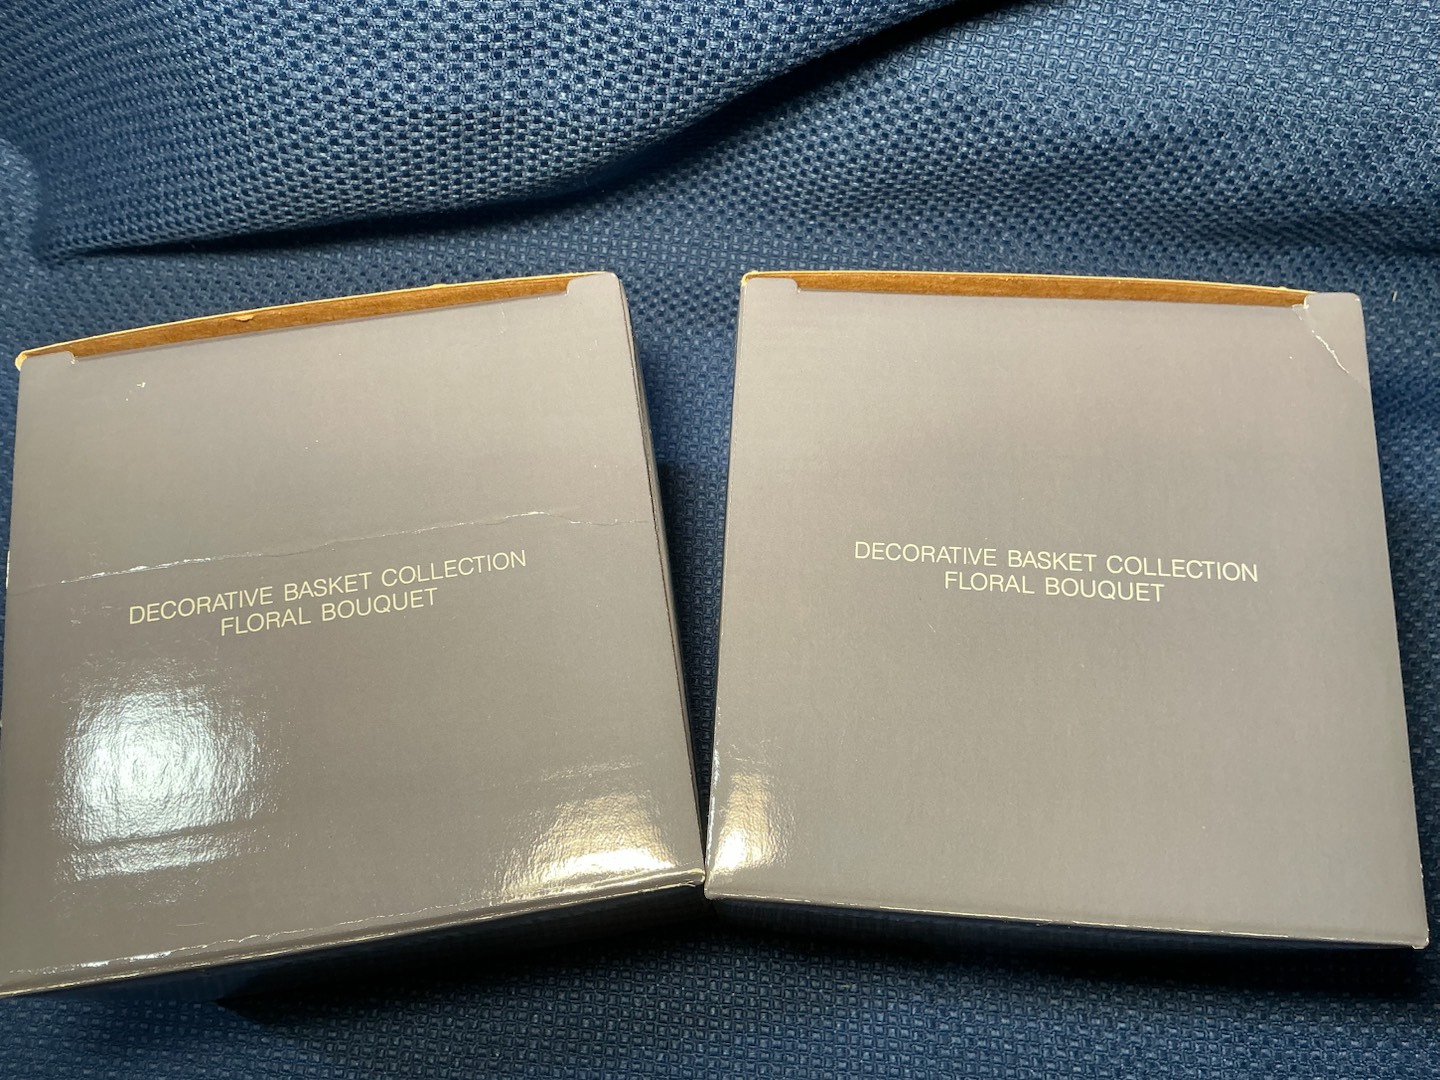 DECORATIVE BASKET COLLECTION
FLORAL BOUQUET
DECORATIVE BASKET COLLECTION
FLORAL BOUQUET